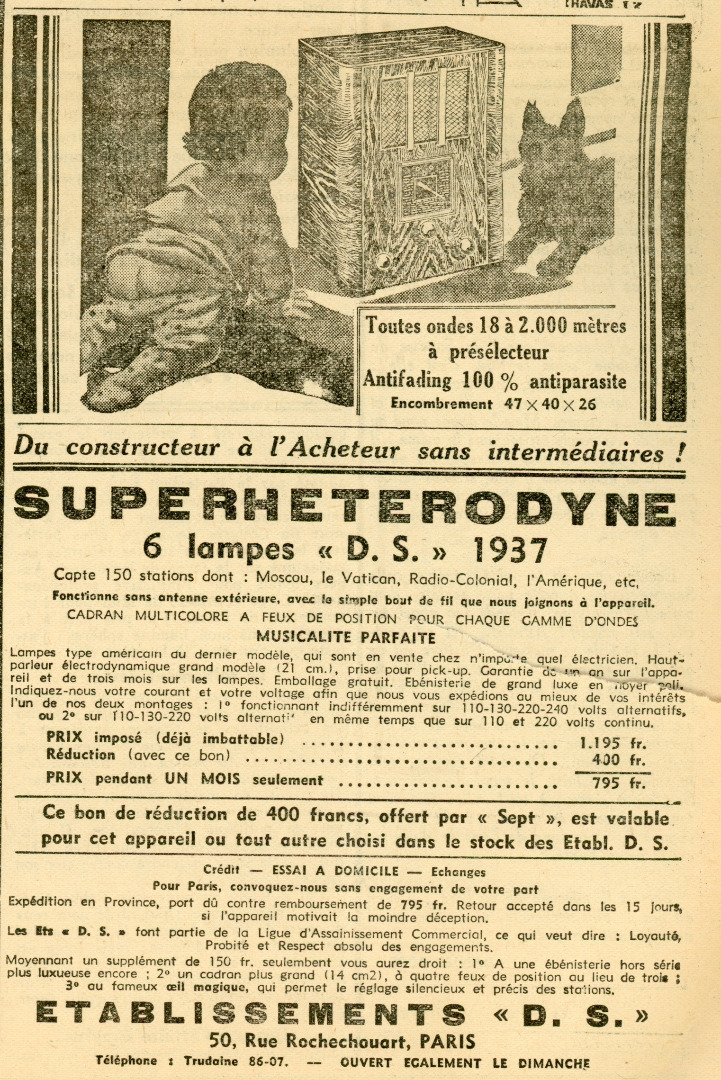 HAVAS
Toutes ondes 18 à 2.000 mètres
à présélecteur
Antifading 100 % antiparasite
Encombrement 47 × 40 × 26
Du constructeur à l'Acheteur sans intermédiaires !
SUPERHETERODYNE
6 lampes « D. S. » 1937
Capte 150 stations dont : Moscou, le Vatican, Radio-Colonial, l'Amérique, etc,
Fonctionne sans antenne extérieure, avec le simple bout de fil que nous joignons à l'appareil.
CADRAN MULTICOLORE A FEUX DE POSITION POUR CHAQUE GAMME D'ONDES
MUSICALITE PARFAITE
Lampes type américain au dernier modèle, qui sont en vente chez n'importe quel électricien. Haut-
parleur électrodynamique grand modèle (21 cm.), prise pour pick-up. Garantie de un an sur l'appa-
reil et de trois mois sur les lampes. Emballage gratuit. Ebénisterie de grand luxe en noyer poli.
Indiquez-nous votre courant et votre voltage afin que nous vous expédions au mieux de vos intérêts
l'un de nos deux montages : 1º fonctionnant indifféremment sur 110-130-220-240 volts alternatifs,
ou 2º sur 110-130-220 volts alternatif en même temps que sur 110 et 220 volts continu.
PRIX imposé (déjà imbattable) .............................. 1.195 fr.
Réduction (avec ce bon) .............................. 400 fr.
PRIX pendant UN MOIS seulement .............................. 795 fr.
Ce bon de réduction de 400 francs, offert par « Sept », est valable
pour cet appareil ou tout autre choisi dans le stock des Etabl. D. S.
Crédit — ESSAI A DOMICILE — Echanges
Pour Paris, convoquez-nous sans engagement de votre part
Expédition en Province, port dû contre remboursement de 795 fr. Retour accepté dans les 15 jours,
si l'appareil motivait la moindre déception.
Les Ets « D. S. » font partie de la Ligue d'Assainissement Commercial, ce qui veut dire : Loyauté,
Probité et Respect absolu des engagements.
Moyennant un supplément de 150 fr. seulement vous aurez droit : 1º A une ébénisterie hors série
plus luxueuse encore ; 2º un cadran plus grand (14 cm2), à quatre feux de position au lieu de trois ;
3º au fameux œil magique, qui permet le réglage silencieux et précis des stations.
ETABLISSEMENTS « D. S. »
50, Rue Rochechouart, PARIS
Téléphone : Trudaine 86-07. — OUVERT EGALEMENT LE DIMANCHE